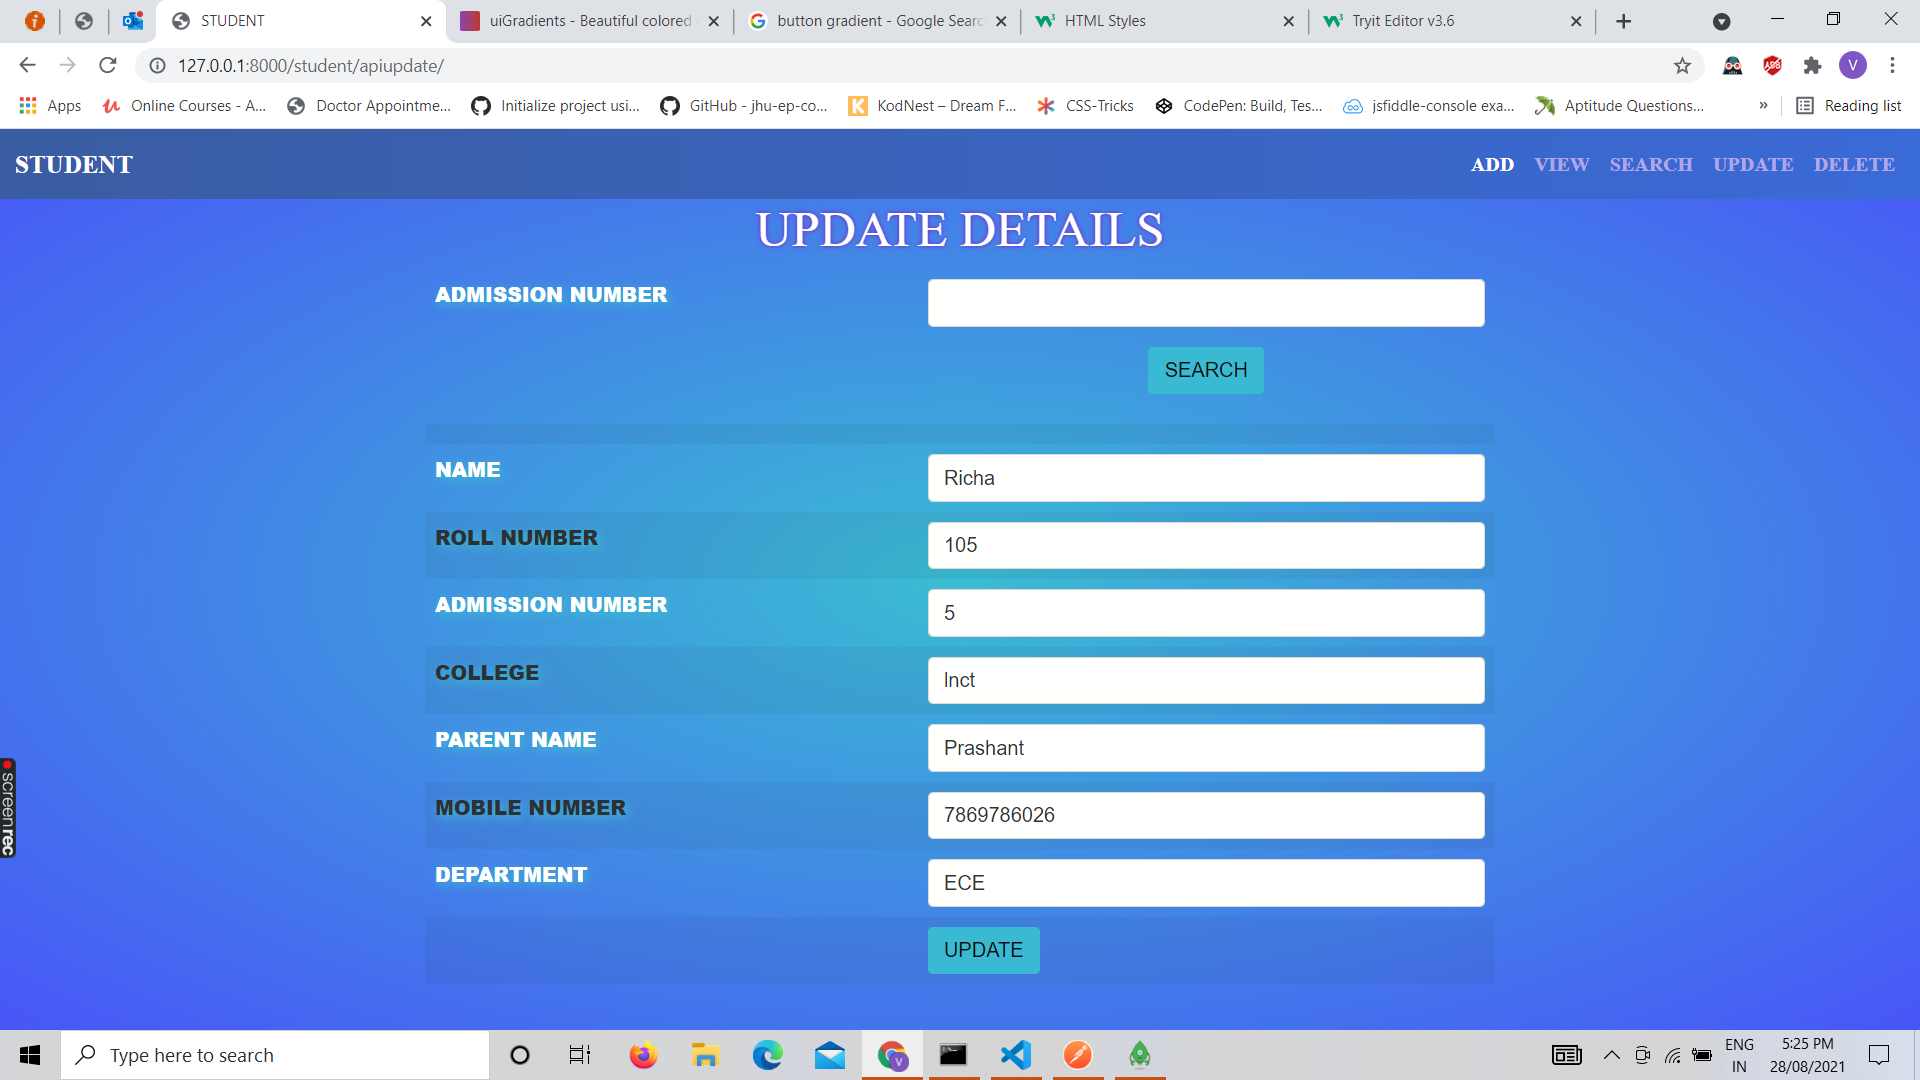 STUDENT
uiGradients - Beautiful colored
button gradient - Google Searc
HTML Styles
Tryit Editor v3.6
127.0.0.1:8000/student/apiupdate/
V
Apps
Online Courses - A...
Doctor Appointme...
Initialize project usi...
GitHub - jhu-ep-co...
KodNest – Dream F...
CSS-Tricks
CodePen: Build, Tes...
jsfiddle-console exa...
Aptitude Questions...
»
Reading list
STUDENT
ADD VIEW SEARCH UPDATE DELETE
UPDATE DETAILS
ADMISSION NUMBER
SEARCH
NAME
Richa
ROLL NUMBER
105
ADMISSION NUMBER
5
COLLEGE
lnct
PARENT NAME
Prashant
MOBILE NUMBER
7869786026
DEPARTMENT
ECE
UPDATE
screenrec
Type here to search
ENG
IN
5:25 PM
28/08/2021